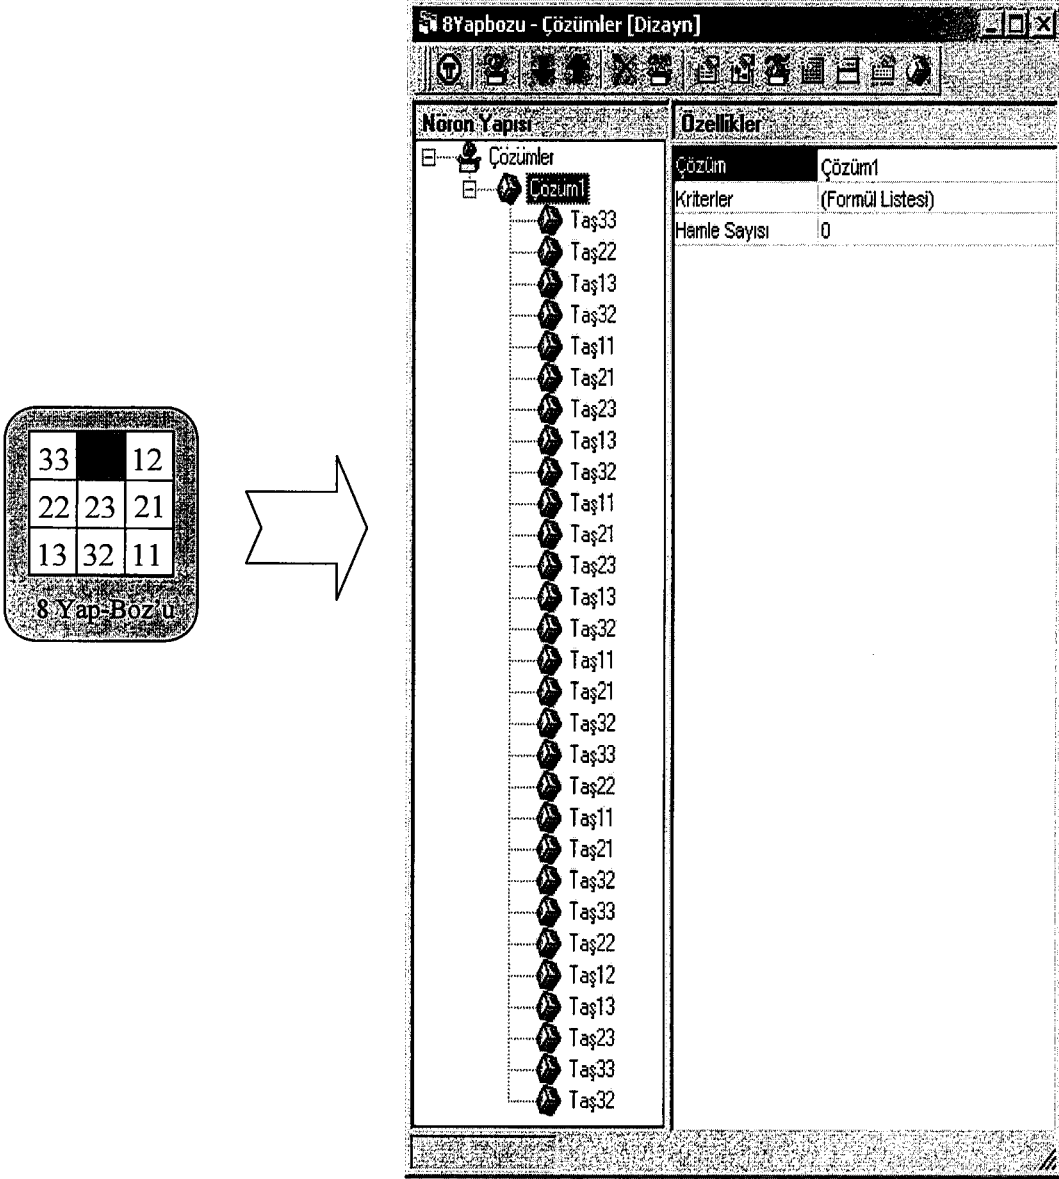 8Yapbozu - Çözümler [Dizayn]
Nöron Yapısı
Özellikler
Çözümler
Çözüm1
Taş33
Taş22
Taş13
Taş32
Taş11
Taş21
Taş23
Taş13
Taş32
Taş11
Taş21
Taş23
Taş13
Taş32
Taş11
Taş21
Taş32
Taş33
Taş22
Taş11
Taş21
Taş32
Taş33
Taş22
Taş12
Taş13
Taş23
Taş33
Taş32
Çözüm Çözüm1
Kriterler (Formül Listesi)
Hamle Sayısı 0
33 12
22 23 21
13 32 11
8 Yap-Boz'u